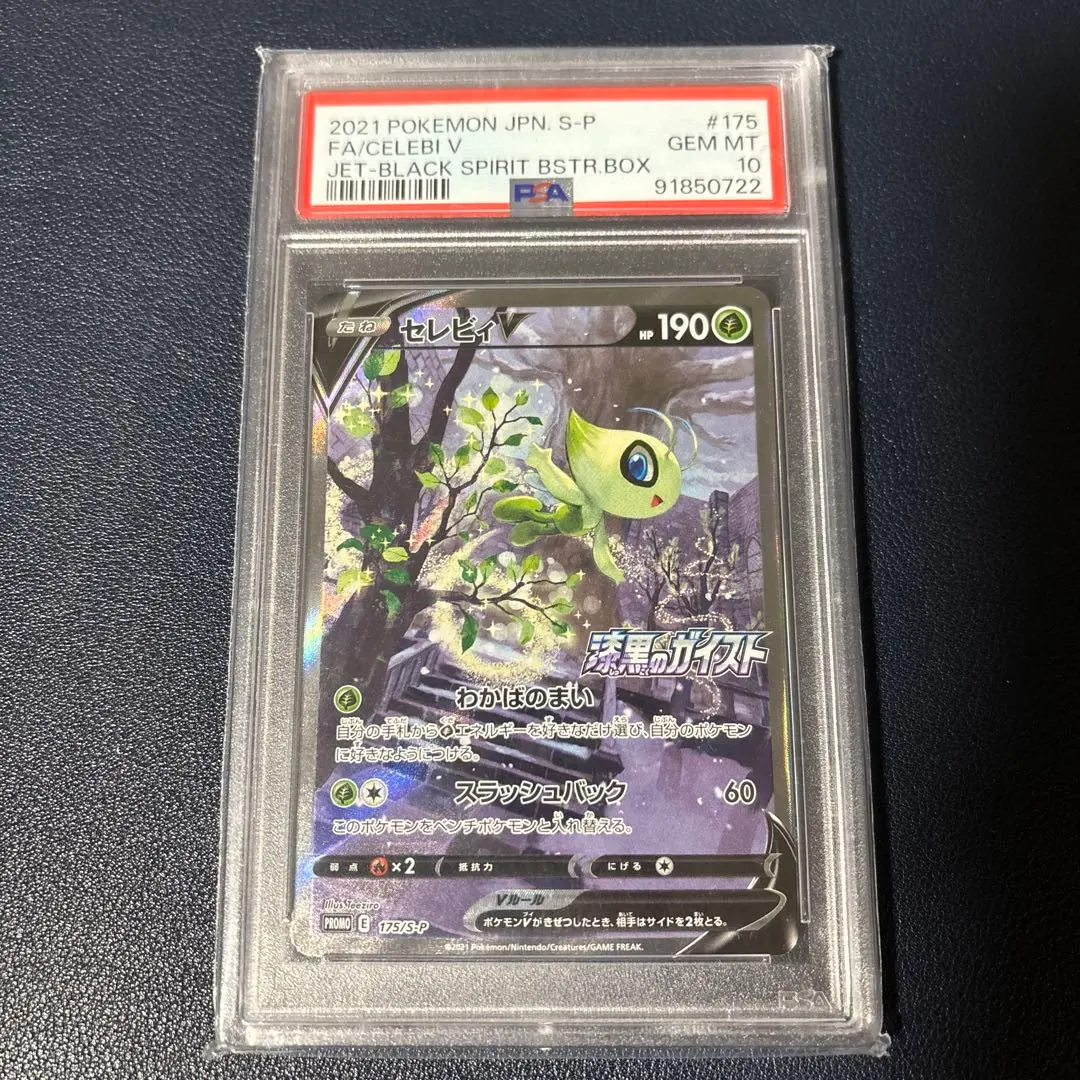 2021 POKEMON JPN. S-P #175
FA/CELEBI V GEM MT
JET-BLACK SPIRIT BSTR.BOX 10
PSA 91850722
たね セレビィV HP 190
漆黒のガイスト
わかばのまい
自分の手札からエネルギーを好きなだけ選び、自分のポケモン
に好きなようにつける。
スラッシュバック 60
このポケモンをベンチポケモンと入れ替える。
弱点 ×2 抵抗力 にげる
Illus. Teeziro
Vルール
PROMO E 175/S-P ポケモンVがきぜつしたとき、相手はサイドを2枚とる。
©2021 Pokémon/Nintendo/Creatures/GAME FREAK.
PSA